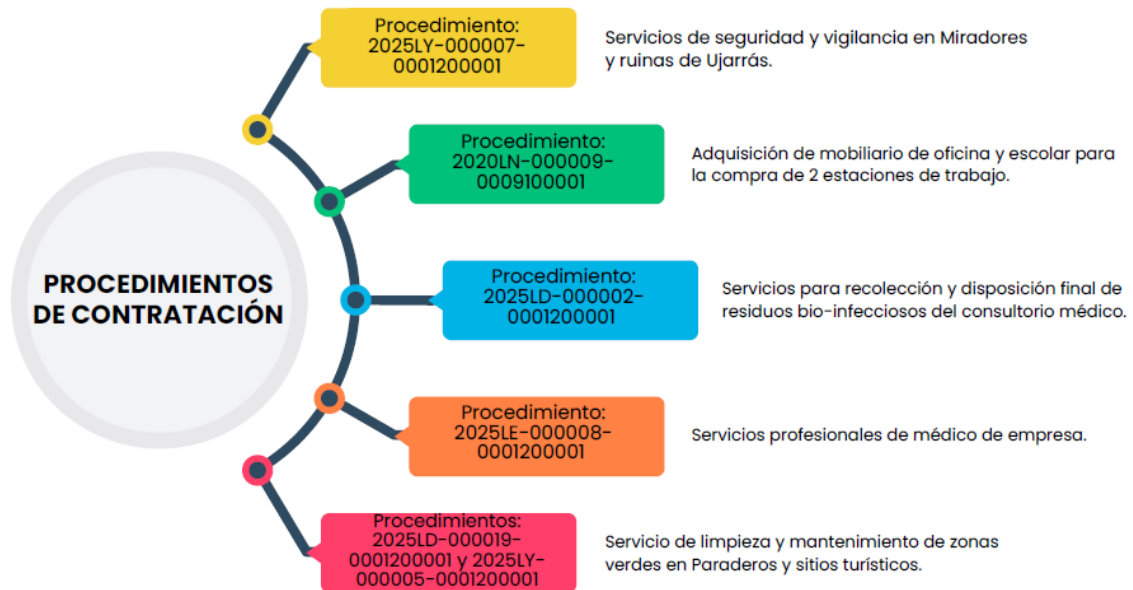 PROCEDIMIENTOS
DE CONTRATACIÓN
Procedimiento:
2025LY-000007-
0001200001
Servicios de seguridad y vigilancia en Miradores
y ruinas de Ujarrás.
Procedimiento:
2020LN-000009-
0009100001
Adquisición de mobiliario de oficina y escolar para
la compra de 2 estaciones de trabajo.
Procedimiento:
2025LD-000002-
0001200001
Servicios para recolección y disposición final de
residuos bio-infecciosos del consultorio médico.
Procedimiento:
2025LE-000008-
0001200001
Servicios profesionales de médico de empresa.
Procedimientos:
2025LD-000019-
0001200001 y 2025LY-
000005-0001200001
Servicio de limpieza y mantenimiento de zonas
verdes en Paraderos y sitios turísticos.